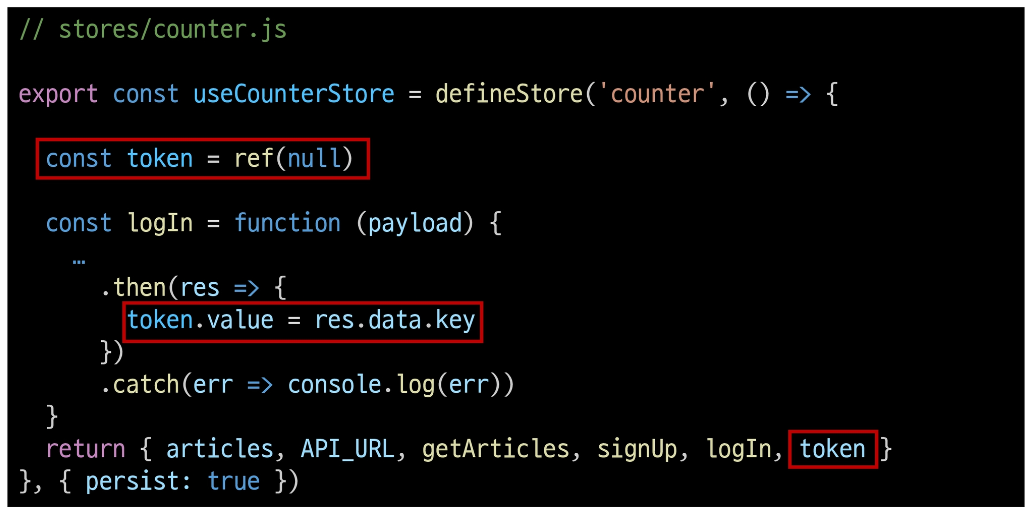 // stores/counter.js
export const useCounterStore = defineStore('counter', () => {
const token = ref(null)
const logIn = function (payload) {
…
.then(res => {
token.value = res.data.key
})
.catch(err => console.log(err))
}
return { articles, API_URL, getArticles, signUp, logIn, token }
}, { persist: true })